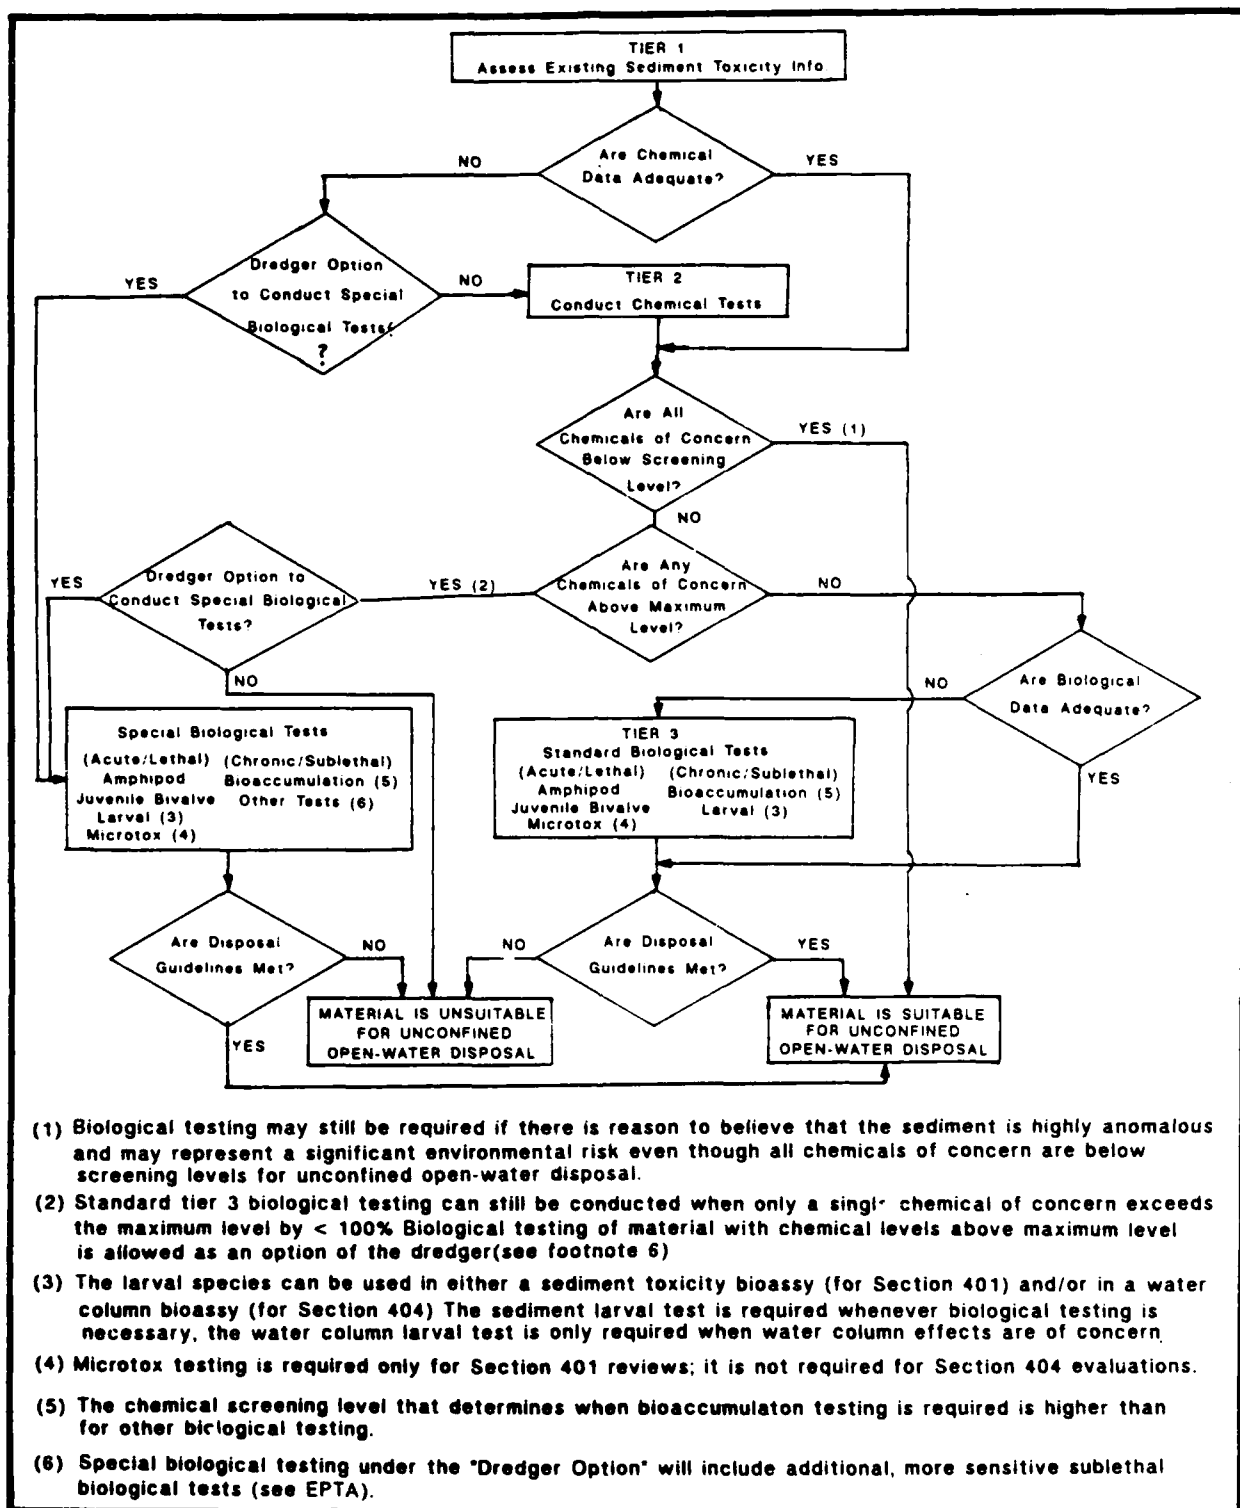 TIER 1
Assess Existing Sediment Toxicity Info
Are Chemical
Data Adequate?
NO
YES
Dredger Option
to Conduct Special
Biological Tests
?
YES
NO
TIER 2
Conduct Chemical Tests
Are All
Chemicals of Concern
Below Screening
Level?
YES (1)
NO
Are Any
Chemicals of Concern
Above Maximum
Level?
YES (2)
NO
Dredger Option to
Conduct Special Biological
Tests?
YES
NO
Are Biological
Data Adequate?
NO
YES
Special Biological Tests
(Acute/Lethal) (Chronic/Sublethal)
Amphipod Bioaccumulation (5)
Juvenile Bivalve Other Tests (6)
Larval (3)
Microtox (4)
TIER 3
Standard Biological Tests
(Acute/Lethal) (Chronic/Sublethal)
Amphipod Bioaccumulation (5)
Juvenile Bivalve Larval (3)
Microtox (4)
Are Disposal
Guidelines Met?
NO
YES
Are Disposal
Guidelines Met?
NO
YES
MATERIAL IS UNSUITABLE
FOR UNCONFINED
OPEN-WATER DISPOSAL
MATERIAL IS SUITABLE
FOR UNCONFINED
OPEN-WATER DISPOSAL
(1) Biological testing may still be required if there is reason to believe that the sediment is highly anomalous
and may represent a significant environmental risk even though all chemicals of concern are below
screening levels for unconfined open-water disposal.
(2) Standard tier 3 biological testing can still be conducted when only a singl chemical of concern exceeds
the maximum level by < 100% Biological testing of material with chemical levels above maximum level
is allowed as an option of the dredger(see footnote 6)
(3) The larval species can be used in either a sediment toxicity bioassy (for Section 401) and/or in a water
column bioassy (for Section 404) The sediment larval test is required whenever biological testing is
necessary, the water column larval test is only required when water column effects are of concern
(4) Microtox testing is required only for Section 401 reviews; it is not required for Section 404 evaluations.
(5) The chemical screening level that determines when bioaccumulaton testing is required is higher than
for other biological testing.
(6) Special biological testing under the "Dredger Option" will include additional, more sensitive sublethal
biological tests (see EPTA).